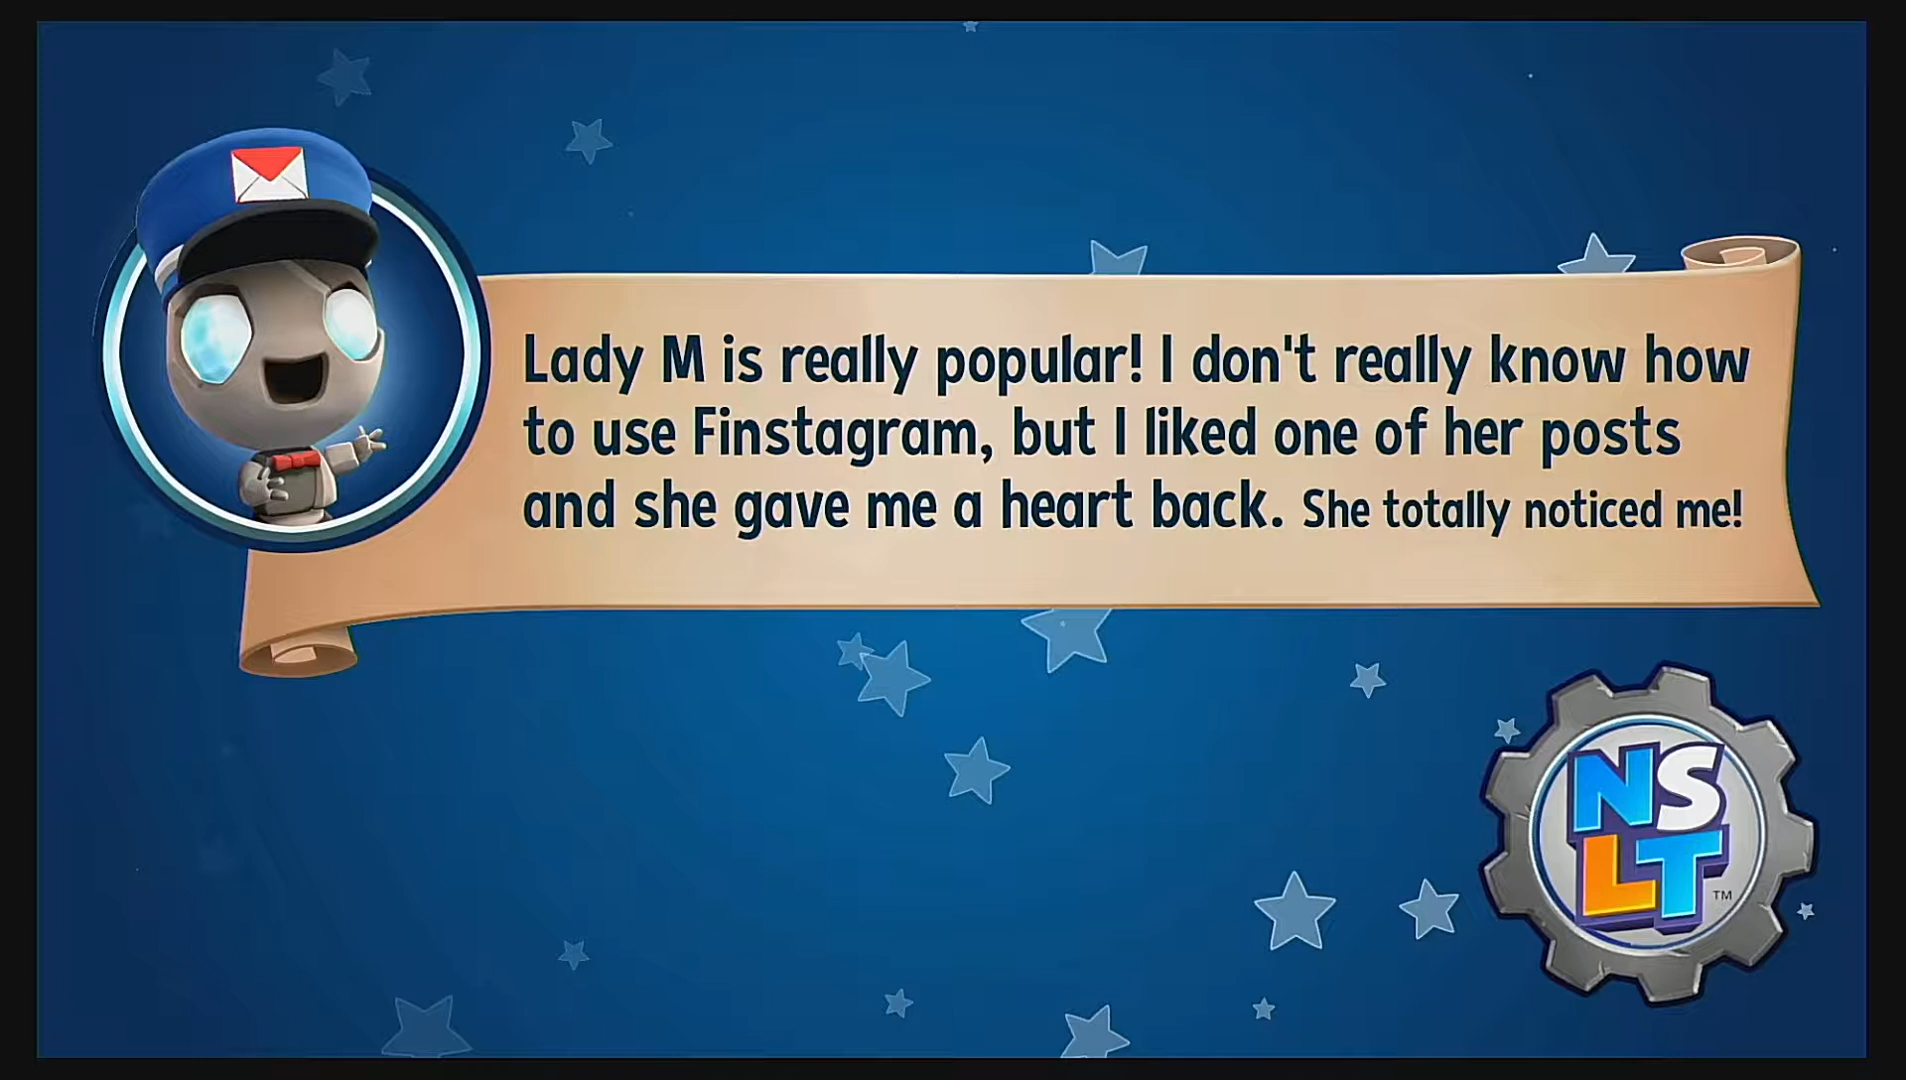 Lady M is really popular! I don't really know how
to use Finstagram, but I liked one of her posts
and she gave me a heart back. She totally noticed me!
NS
LT
TM